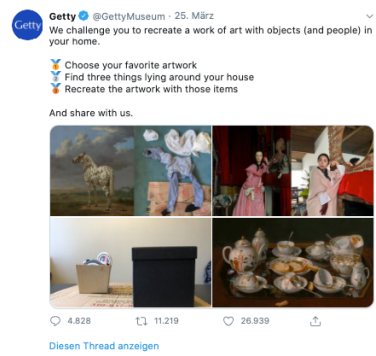 Getty
Getty @GettyMuseum · 25. März
We challenge you to recreate a work of art with objects (and people) in
your home.
🥇 Choose your favorite artwork
🥈 Find three things lying around your house
🥉 Recreate the artwork with those items
And share with us.
4.828 11.219 26.939
Diesen Thread anzeigen